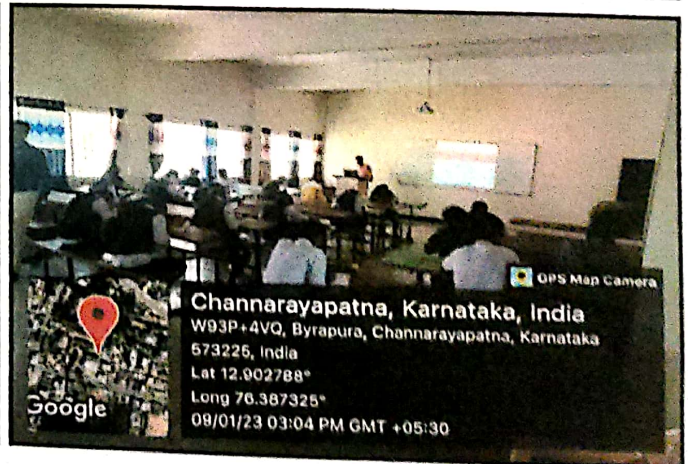 GPS Map Camera
Channarayapatna, Karnataka, India
W93P+4VQ, Byrapura, Channarayapatna, Karnataka
573225, India
Lat 12.902788°
Long 76.387325°
09/01/23 03:04 PM GMT +05:30
Google